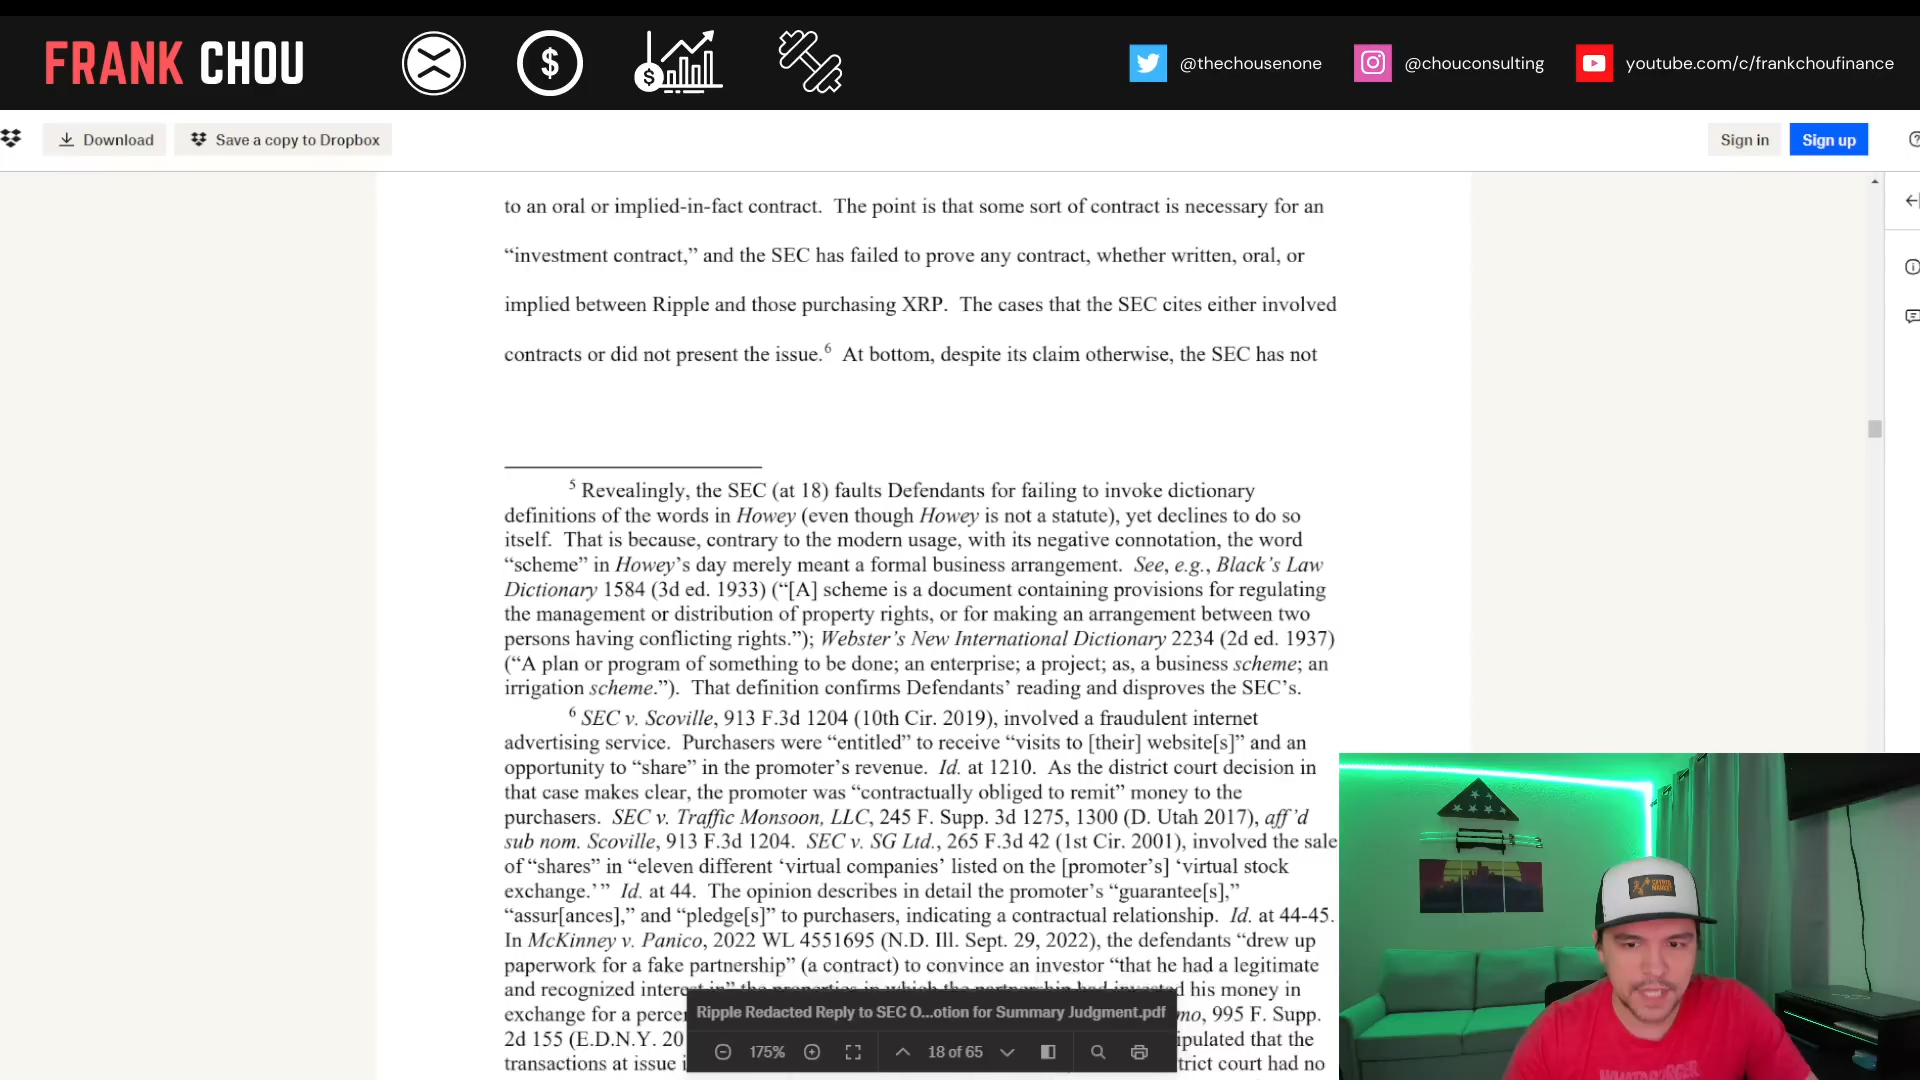 FRANK CHOU
@thechousenone
@chouconsulting
youtube.com/c/frankchoufinance
Download
Save a copy to Dropbox
Sign in
Sign up
to an oral or implied-in-fact contract. The point is that some sort of contract is necessary for an
“investment contract,” and the SEC has failed to prove any contract, whether written, oral, or
implied between Ripple and those purchasing XRP. The cases that the SEC cites either involved
contracts or did not present the issue.6 At bottom, despite its claim otherwise, the SEC has not
5 Revealingly, the SEC (at 18) faults Defendants for failing to invoke dictionary
definitions of the words in Howey (even though Howey is not a statute), yet declines to do so
itself. That is because, contrary to the modern usage, with its negative connotation, the word
“scheme” in Howey’s day merely meant a formal business arrangement. See, e.g., Black’s Law
Dictionary 1584 (3d ed. 1933) (“[A] scheme is a document containing provisions for regulating
the management or distribution of property rights, or for making an arrangement between two
persons having conflicting rights.”); Webster’s New International Dictionary 2234 (2d ed. 1937)
(“A plan or program of something to be done; an enterprise; a project; as, a business scheme; an
irrigation scheme.”). That definition confirms Defendants’ reading and disproves the SEC’s.
6 SEC v. Scoville, 913 F.3d 1204 (10th Cir. 2019), involved a fraudulent internet
advertising service. Purchasers were “entitled” to receive “visits to [their] website[s]” and an
opportunity to “share” in the promoter’s revenue. Id. at 1210. As the district court decision in
that case makes clear, the promoter was “contractually obliged to remit” money to the
purchasers. SEC v. Traffic Monsoon, LLC, 245 F. Supp. 3d 1275, 1300 (D. Utah 2017), aff’d
sub nom. Scoville, 913 F.3d 1204. SEC v. SG Ltd., 265 F.3d 42 (1st Cir. 2001), involved the sale
of “shares” in “eleven different ‘virtual companies’ listed on the [promoter’s] ‘virtual stock
exchange.’” Id. at 44. The opinion describes in detail the promoter’s “guarantee[s],”
“assur[ances],” and “pledge[s]” to purchasers, indicating a contractual relationship. Id. at 44-45.
In McKinney v. Panico, 2022 WL 4551695 (N.D. Ill. Sept. 29, 2022), the defendants “drew up
paperwork for a fake partnership” (a contract) to convince an investor “that he had a legitimate
and recognized interest in” the properties in which the partnership had invested his money in
exchange for a percen mo, 995 F. Supp.
2d 155 (E.D.N.Y. 20 ipulated that the
transactions at issue i trict court had no
Ripple Redacted Reply to SEC O...otion for Summary Judgment.pdf
175%
18 of 65
CRYPTO